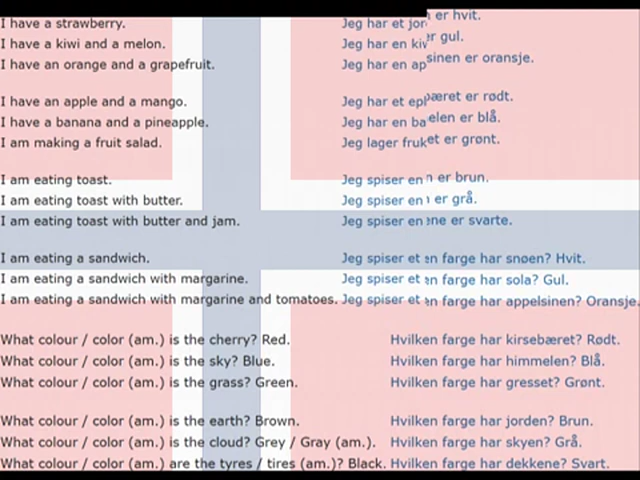 I have a strawberry. Jeg har et jor er hvit.
I have a kiwi and a melon. Jeg har en kiv er gul.
I have an orange and a grapefruit. Jeg har en ap sinen er oransje.
I have an apple and a mango. Jeg har et epl bæret er rødt.
I have a banana and a pineapple. Jeg har en ba elen er blå.
I am making a fruit salad. Jeg lager fruk et er grønt.
I am eating toast. Jeg spiser en n er brun.
I am eating toast with butter. Jeg spiser en er grå.
I am eating toast with butter and jam. Jeg spiser en ene er svarte.
I am eating a sandwich. Jeg spiser et en farge har snøen? Hvit.
I am eating a sandwich with margarine. Jeg spiser et en farge har sola? Gul.
I am eating a sandwich with margarine and tomatoes. Jeg spiser et en farge har appelsinen? Oransje.
What colour / color (am.) is the cherry? Red. Hvilken farge har kirsebæret? Rødt.
What colour / color (am.) is the sky? Blue. Hvilken farge har himmelen? Blå.
What colour / color (am.) is the grass? Green. Hvilken farge har gresset? Grønt.
What colour / color (am.) is the earth? Brown. Hvilken farge har jorden? Brun.
What colour / color (am.) is the cloud? Grey / Gray (am.). Hvilken farge har skyen? Grå.
What colour / color (am.) are the tyres / tires (am.)? Black. Hvilken farge har dekkene? Svart.